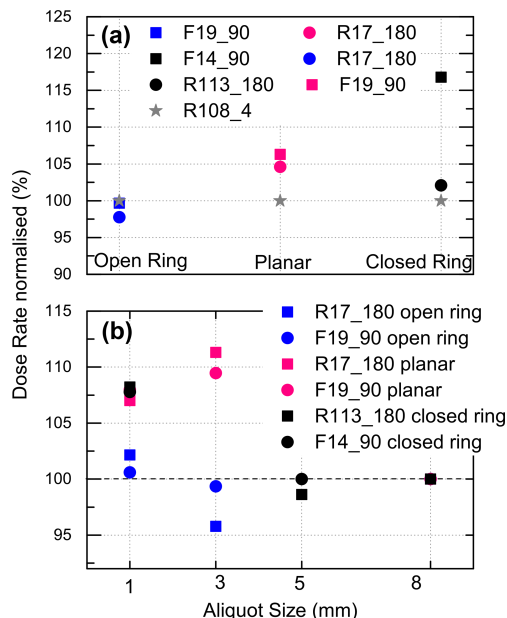 125
120
115
110
105
100
95
90
Dose Rate normalised (%)
(a)
F19_90
R17_180
F14_90
R17_180
R113_180
F19_90
R108_4
Open Ring
Planar
Closed Ring
115
110
105
100
95
(b)
R17_180 open ring
F19_90 open ring
R17_180 planar
F19_90 planar
R113_180 closed ring
F14_90 closed ring
1
3
5
8
Aliquot Size (mm)